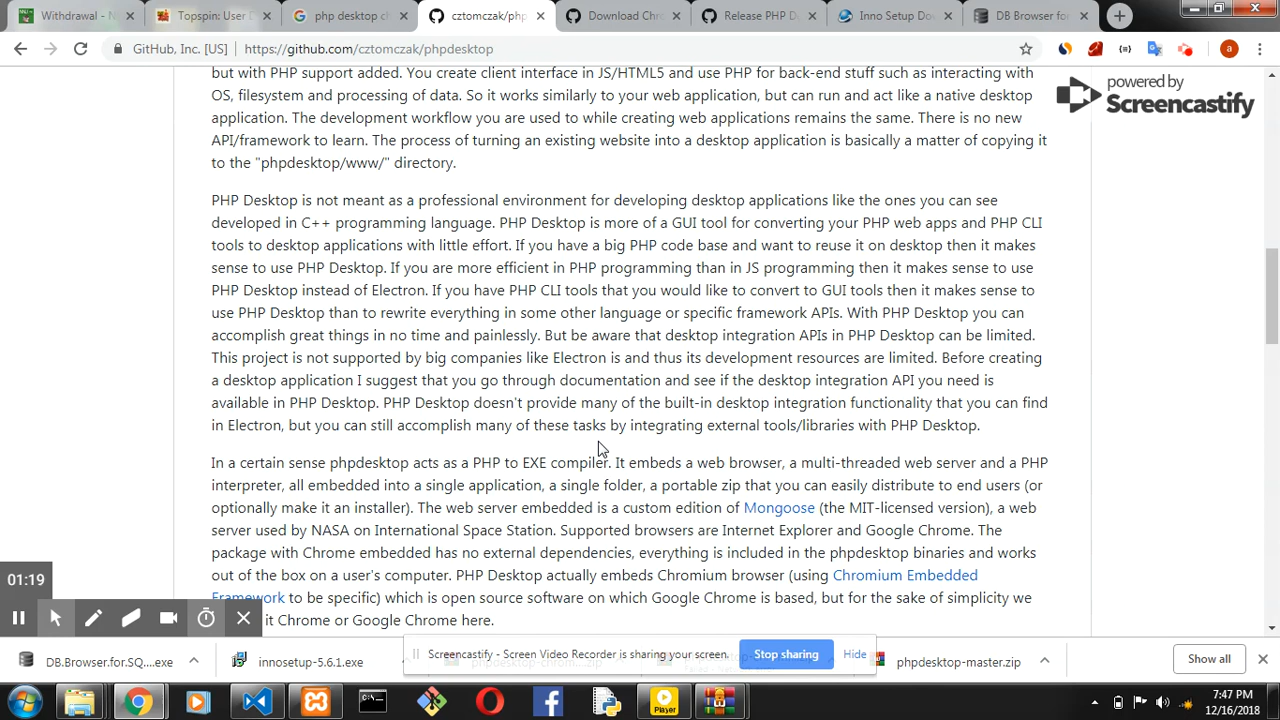 Withdrawal - N
Topspin: User D
php desktop ch
cztomczak/php
Download Chr
Release PHP D
Inno Setup Do
DB Browser for
GitHub, Inc. [US]
https://github.com/cztomczak/phpdesktop
powered by
Screencastify
but with PHP support added. You create client interface in JS/HTML5 and use PHP for back-end stuff such as interacting with
OS, filesystem and processing of data. So it works similarly to your web application, but can run and act like a native desktop
application. The development workflow you are used to while creating web applications remains the same. There is no new
API/framework to learn. The process of turning an existing website into a desktop application is basically a matter of copying it
to the "phpdesktop/www/" directory.
PHP Desktop is not meant as a professional environment for developing desktop applications like the ones you can see
developed in C++ programming language. PHP Desktop is more of a GUI tool for converting your PHP web apps and PHP CLI
tools to desktop applications with little effort. If you have a big PHP code base and want to reuse it on desktop then it makes
sense to use PHP Desktop. If you are more efficient in PHP programming than in JS programming then it makes sense to use
PHP Desktop instead of Electron. If you have PHP CLI tools that you would like to convert to GUI tools then it makes sense to
use PHP Desktop than to rewrite everything in some other language or specific framework APIs. With PHP Desktop you can
accomplish great things in no time and painlessly. But be aware that desktop integration APIs in PHP Desktop can be limited.
This project is not supported by big companies like Electron is and thus its development resources are limited. Before creating
a desktop application I suggest that you go through documentation and see if the desktop integration API you need is
available in PHP Desktop. PHP Desktop doesn't provide many of the built-in desktop integration functionality that you can find
in Electron, but you can still accomplish many of these tasks by integrating external tools/libraries with PHP Desktop.
In a certain sense phpdesktop acts as a PHP to EXE compiler. It embeds a web browser, a multi-threaded web server and a PHP
interpreter, all embedded into a single application, a single folder, a portable zip that you can easily distribute to end users (or
optionally make it an installer). The web server embedded is a custom edition of Mongoose (the MIT-licensed version), a web
server used by NASA on International Space Station. Supported browsers are Internet Explorer and Google Chrome. The
package with Chrome embedded has no external dependencies, everything is included in the phpdesktop binaries and works
out of the box on a user's computer. PHP Desktop actually embeds Chromium browser (using Chromium Embedded
Framework to be specific) which is open source software on which Google Chrome is based, but for the sake of simplicity we
it Chrome or Google Chrome here.
01:19
Screencastify - Screen Video Recorder is sharing your screen.
Stop sharing
Hide
DB.Browser.for.SQ....exe
innosetup-5.6.1.exe
phpdesktop-master.zip
Show all
Player
7:47 PM
12/16/2018